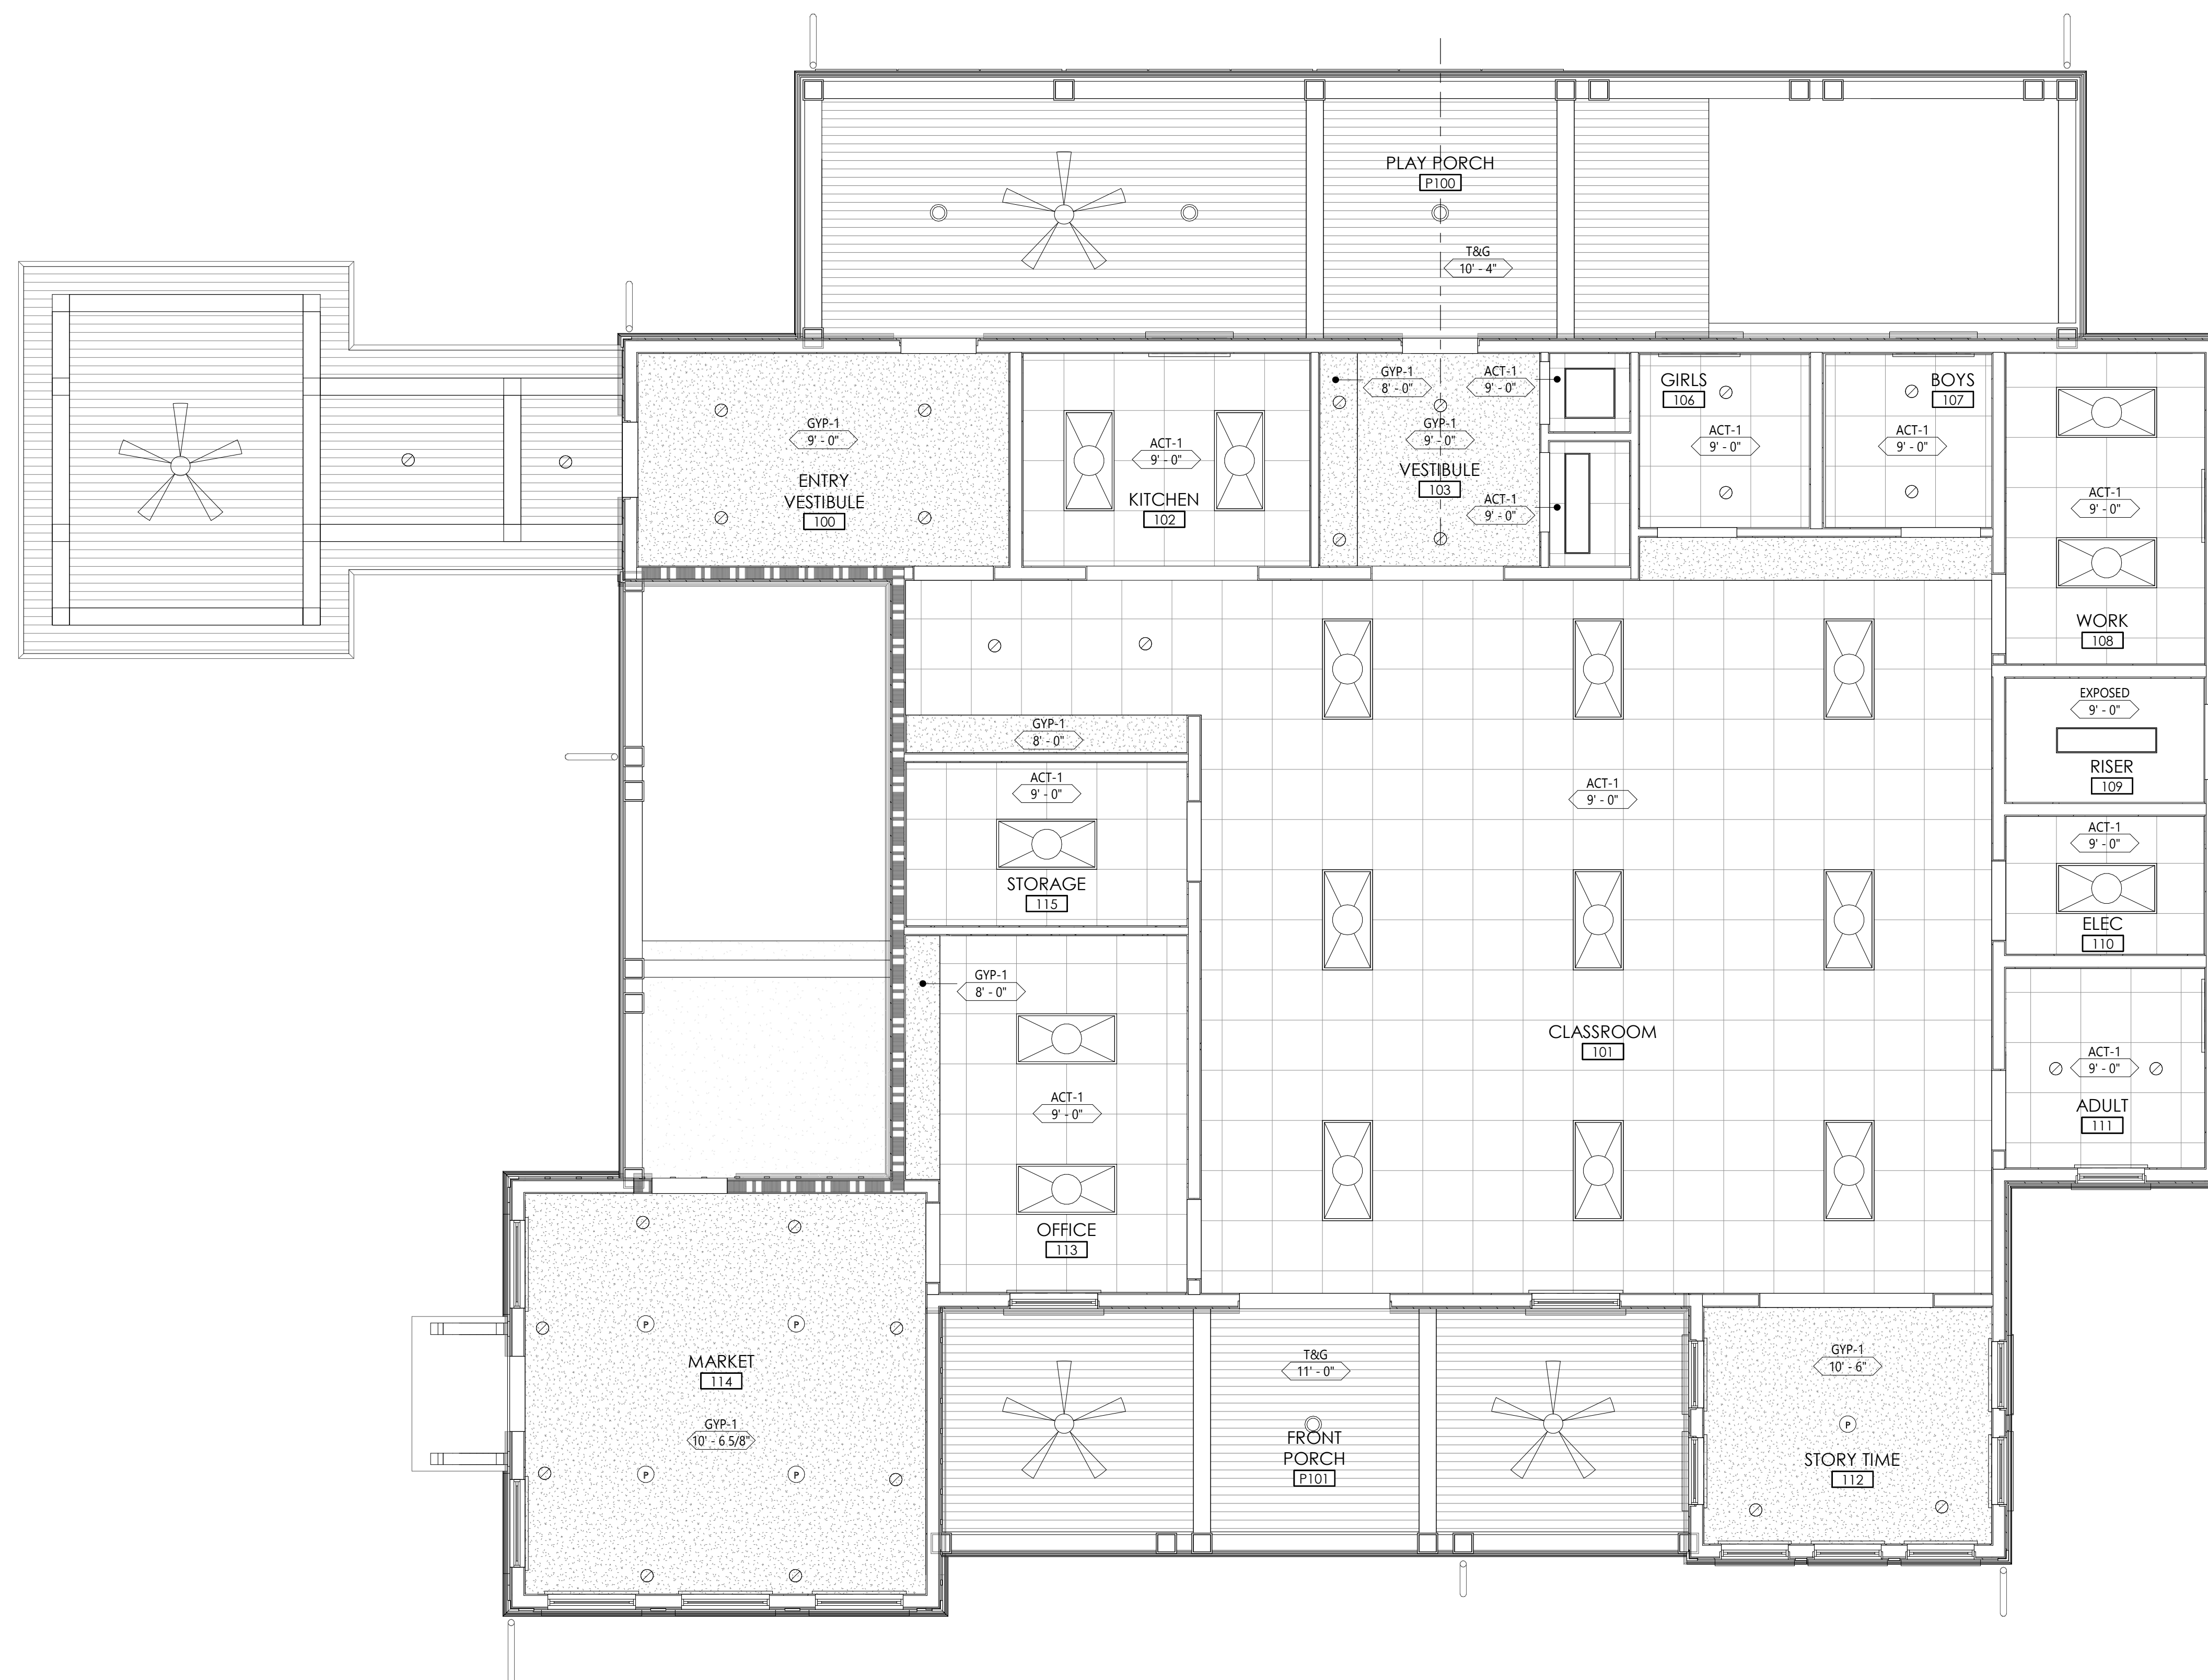 PLAY PORCH
P100
T&G
10' - 4"
GYP-1
9' - 0"
ENTRY
VESTIBULE
100
ACT-1
9' - 0"
KITCHEN
102
GYP-1
8' - 0"
GYP-1
9' - 0"
VESTIBULE
103
ACT-1
9' - 0"
ACT-1
9' - 0"
GIRLS
106
ACT-1
9' - 0"
BOYS
107
ACT-1
9' - 0"
ACT-1
9' - 0"
WORK
108
EXPOSED
9' - 0"
RISER
109
ACT-1
9' - 0"
ELEC
110
ACT-1
9' - 0"
ADULT
111
GYP-1
8' - 0"
ACT-1
9' - 0"
STORAGE
115
ACT-1
9' - 0"
CLASSROOM
101
GYP-1
8' - 0"
ACT-1
9' - 0"
OFFICE
113
P
P
MARKET
114
GYP-1
10' - 6 5/8"
P
P
T&G
11' - 0"
FRONT
PORCH
P101
GYP-1
10' - 6"
P
STORY TIME
112